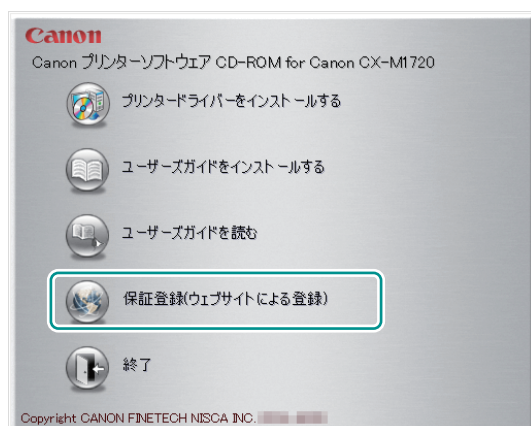 Canon
Canon プリンターソフトウェア CD-ROM for Canon CX-M1720
プリンタードライバーをインストールする
ユーザーズガイドをインストールする
ユーザーズガイドを読む
保証登録(ウェブサイトによる登録)
終了
Copyright CANON FINETECH NISCA INC.